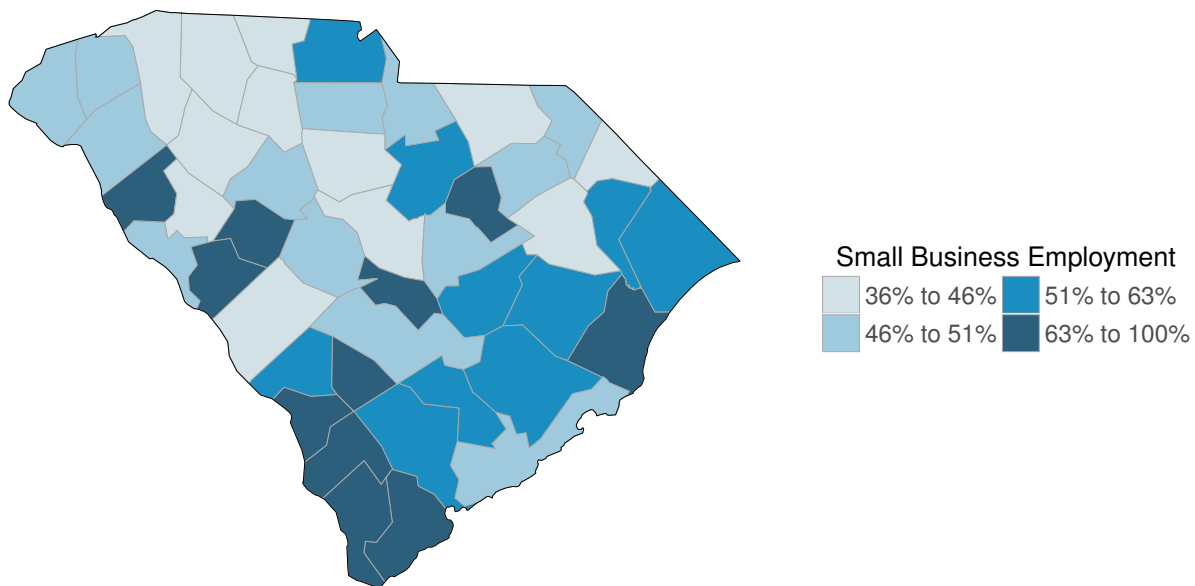 Small Business Employment
36% to 46% 51% to 63%
46% to 51% 63% to 100%